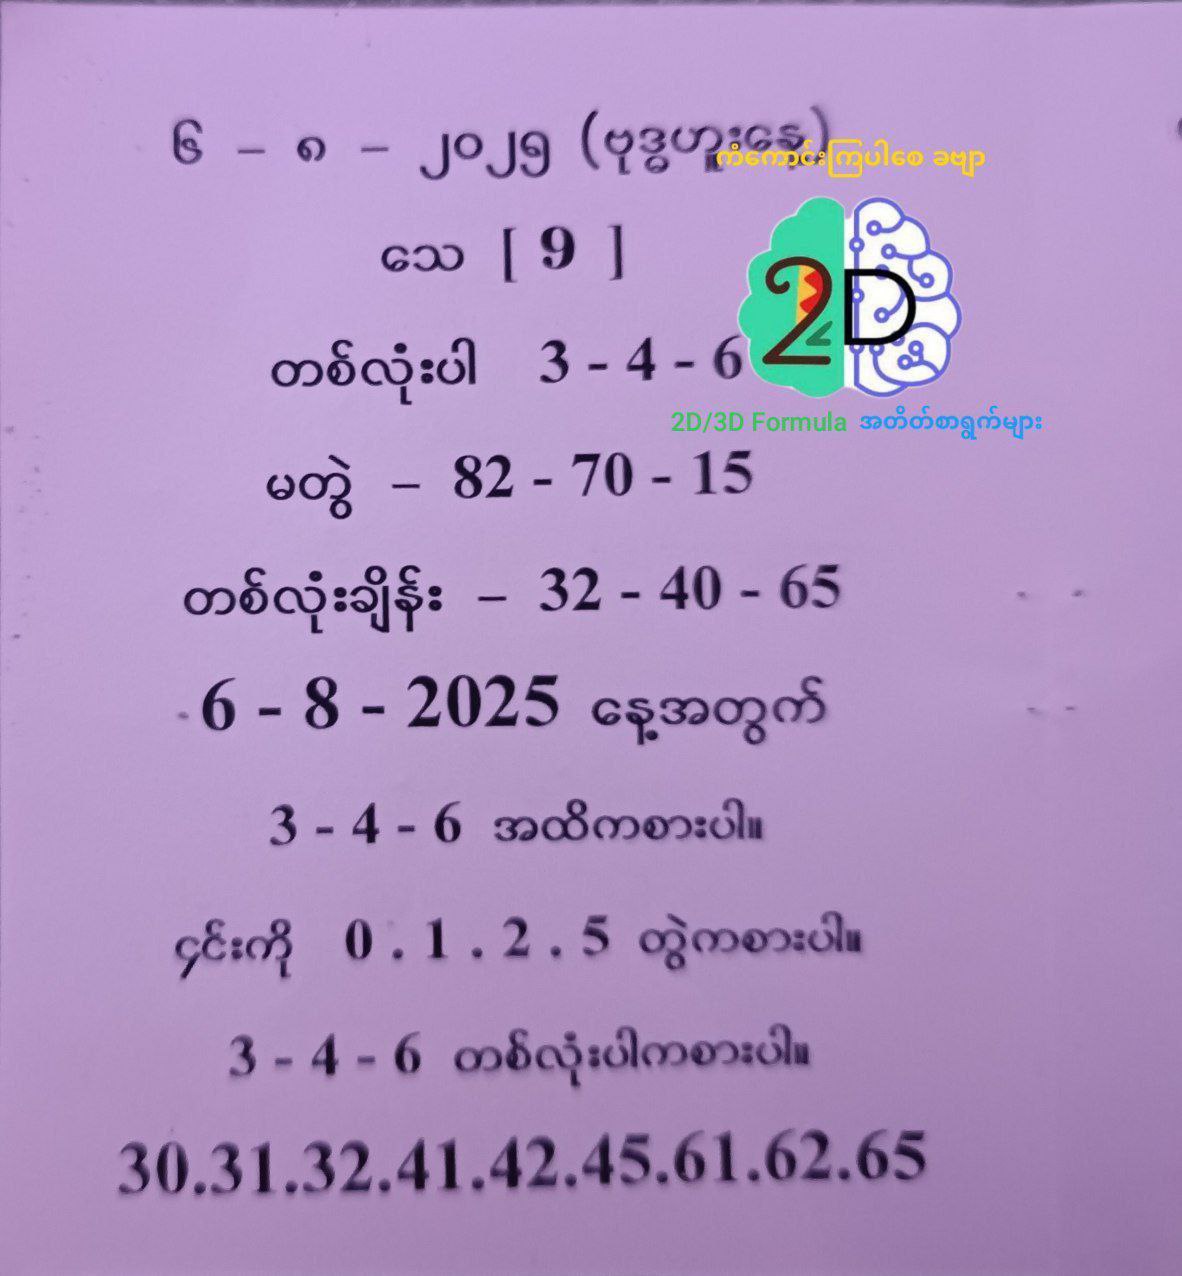 ၆ – ၈ – ၂၀၂၅ (ဗုဒ္ဓဟူးနေ့)
ကံကောင်းကြပါစေ ခဗျာ
သေ [ 9 ]
2D
တစ်လုံးပါ 3 - 4 - 6
2D/3D Formula အတိတ်စာရွက်များ
မတွဲ – 82 - 70 - 15
တစ်လုံးချိန်း – 32 - 40 - 65
6 - 8 - 2025 နေ့အတွက်
3 - 4 - 6 အထိကစားပါ။
၄င်းကို 0 . 1 . 2 . 5 တွဲကစားပါ။
3 - 4 - 6 တစ်လုံးပါကစားပါ။
30.31.32.41.42.45.61.62.65